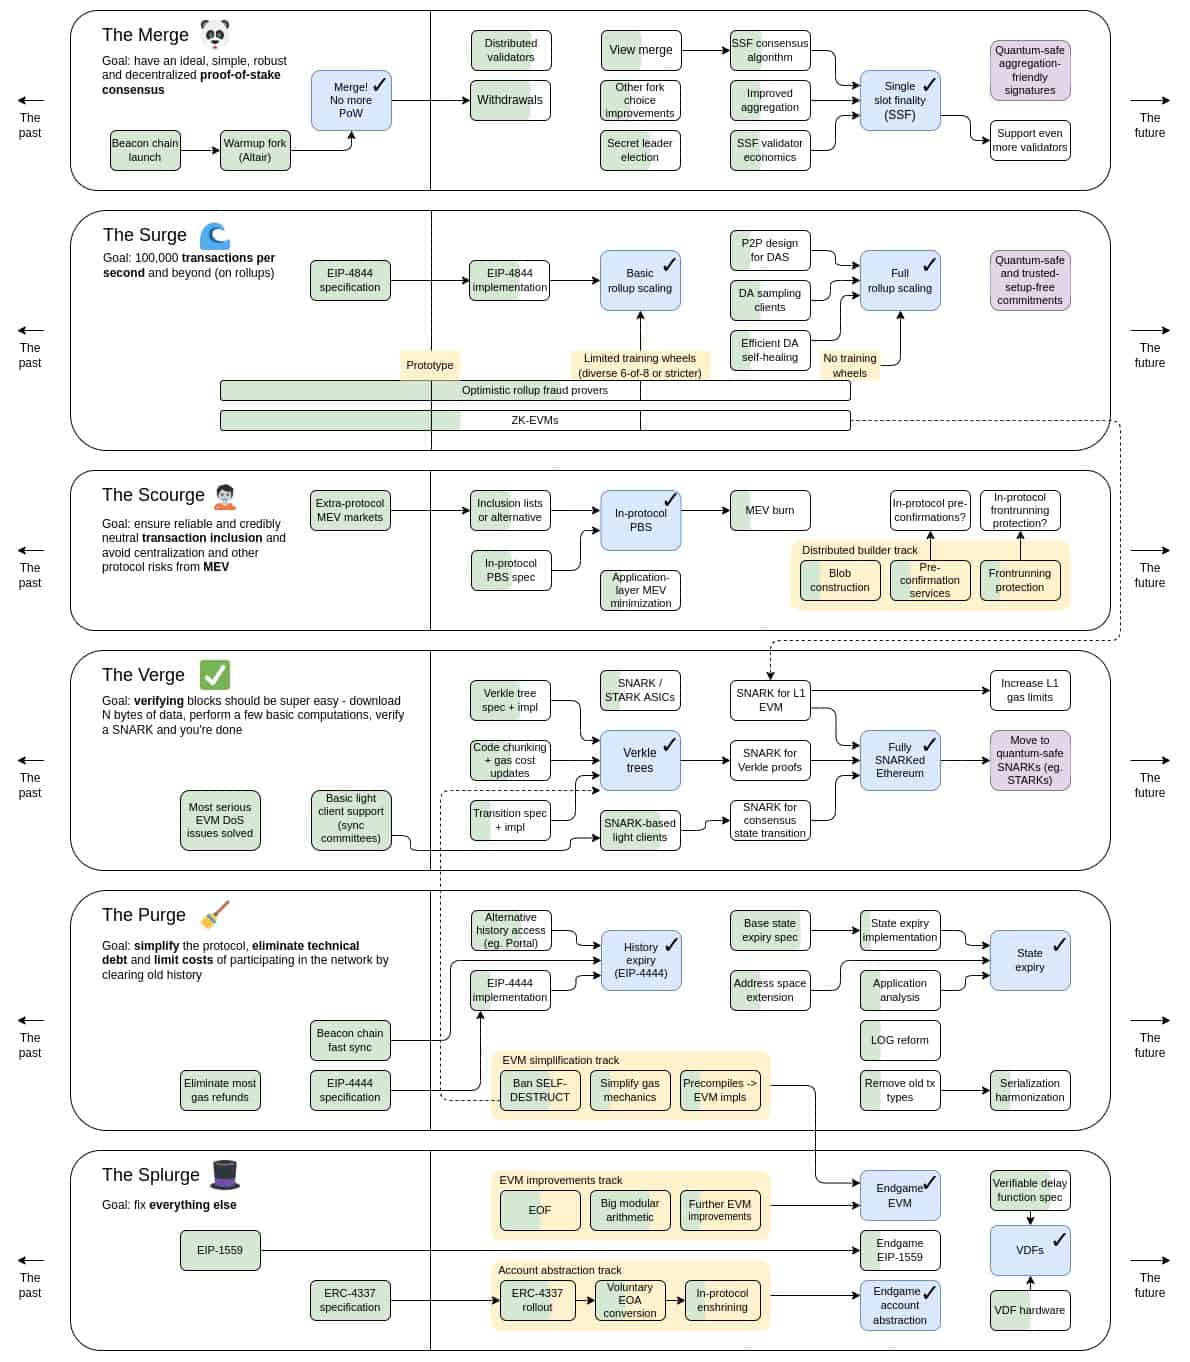 The Merge
Goal: have an ideal, simple, robust
and decentralized proof-of-stake
consensus
The
past
Beacon chain
launch
Warmup fork
(Altair)
Merge!
No more
PoW
Distributed
validators
Withdrawals
View merge
Other fork
choice
improvements
Secret leader
election
SSF consensus
algorithm
Improved
aggregation
SSF validator
economics
Single
slot finality
(SSF)
Quantum-safe
aggregation-
friendly
signatures
Support even
more validators
The
future
The Surge
Goal: 100,000 transactions per
second and beyond (on rollups)
The
past
EIP-4844
specification
EIP-4844
implementation
Basic
rollup scaling
P2P design
for DAS
DA sampling
clients
Efficient DA
self-healing
Full
rollup scaling
Quantum-safe
and trusted-
setup-free
commitments
Prototype
Limited training wheels
(diverse 6-of-8 or stricter)
No training
wheels
Optimistic rollup fraud provers
ZK-EVMs
The
future
The Scourge
Goal: ensure reliable and credibly
neutral transaction inclusion and
avoid centralization and other
protocol risks from MEV
The
past
Extra-protocol
MEV markets
Inclusion lists
or alternative
In-protocol
PBS spec
In-protocol
PBS
Application-
layer MEV
minimization
MEV burn
In-protocol pre-
confirmations?
In-protocol
frontrunning
protection?
Distributed builder track
Blob
construction
Pre-
confirmation
services
Frontrunning
protection
The
future
The Verge
Goal: verifying blocks should be super easy - download
N bytes of data, perform a few basic computations, verify
a SNARK and you're done
The
past
Most serious
EVM DoS
issues solved
Basic light
client support
(sync
committees)
Verkle tree
spec + impl
Code chunking
+ gas cost
updates
Transition spec
+ impl
SNARK /
STARK ASICs
Verkle
trees
SNARK-based
light clients
SNARK for L1
EVM
SNARK for
Verkle proofs
SNARK for
consensus
state transition
Fully
SNARKed
Ethereum
Increase L1
gas limits
Move to
quantum-safe
SNARKs (eg.
STARKs)
The
future
The Purge
Goal: simplify the protocol, eliminate technical
debt and limit costs of participating in the network by
clearing old history
The
past
Eliminate most
gas refunds
Beacon chain
fast sync
EIP-4444
specification
Alternative
history access
(eg. Portal)
EIP-4444
implementation
History
expiry
(EIP-4444)
EVM simplification track
Ban SELF-
DESTRUCT
Simplify gas
mechanics
Precompiles ->
EVM impls
Base state
expiry spec
Address space
extension
State expiry
implementation
Application
analysis
LOG reform
Remove old tx
types
State
expiry
Serialization
harmonization
The
future
The Splurge
Goal: fix everything else
The
past
EIP-1559
ERC-4337
specification
EVM improvements track
EOF
Big modular
arithmetic
Further EVM
improvements
Account abstraction track
ERC-4337
rollout
Voluntary
EOA
conversion
In-protocol
enshrining
Endgame
EVM
Endgame
EIP-1559
Endgame
account
abstraction
Verifiable delay
function spec
VDFs
VDF hardware
The
future